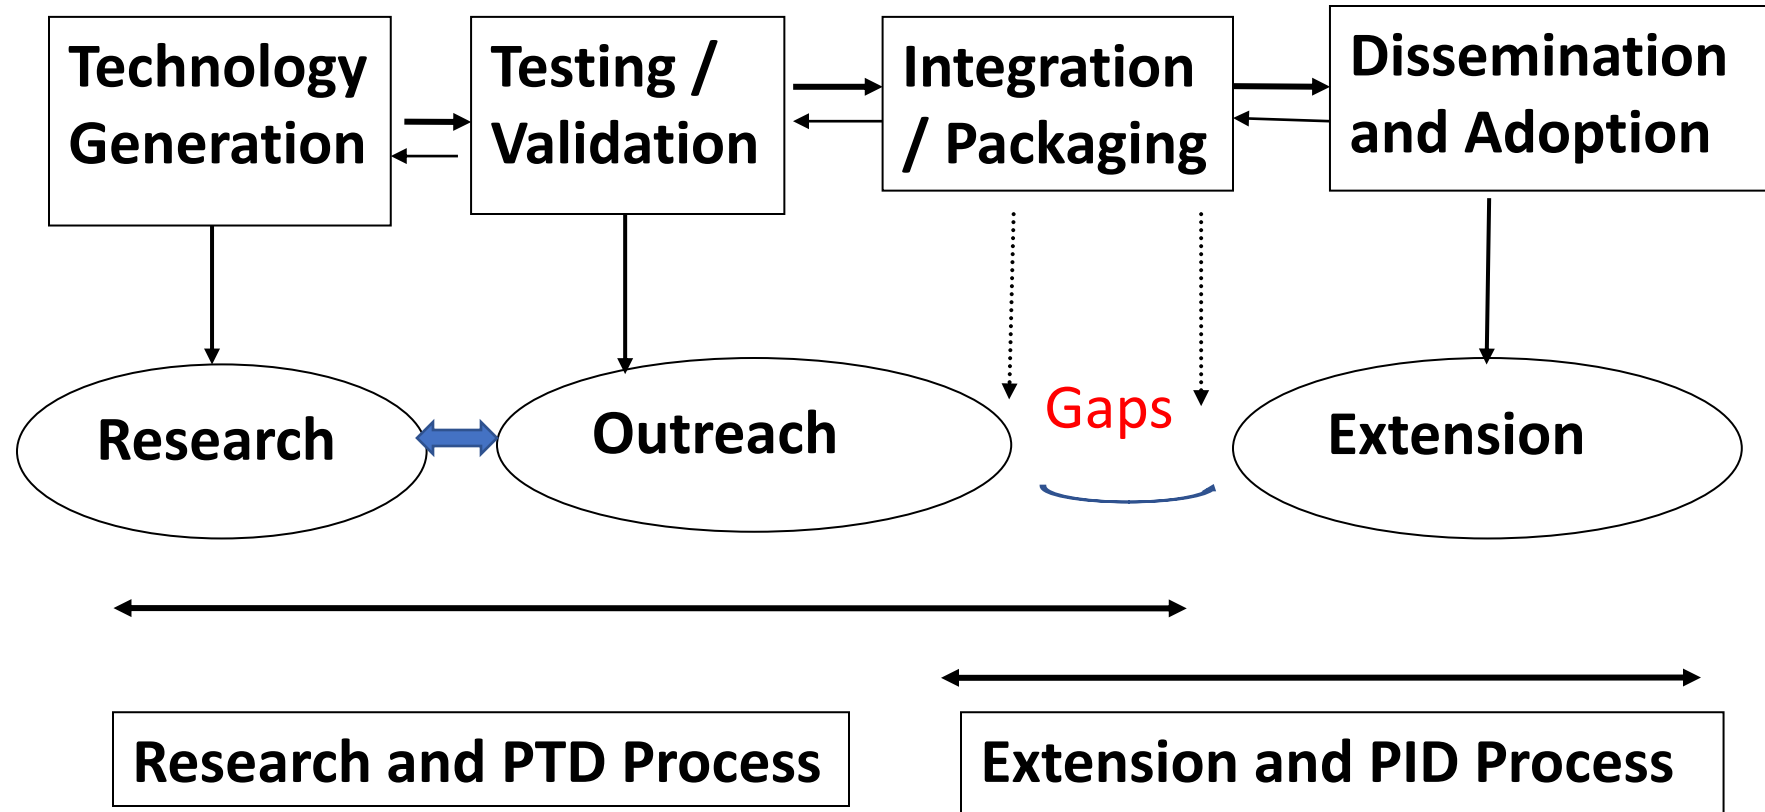 Technology
Generation
Testing /
Validation
Integration
/ Packaging
Dissemination
and Adoption
Research
Outreach
Gaps
Extension
Research and PTD Process
Extension and PID Process